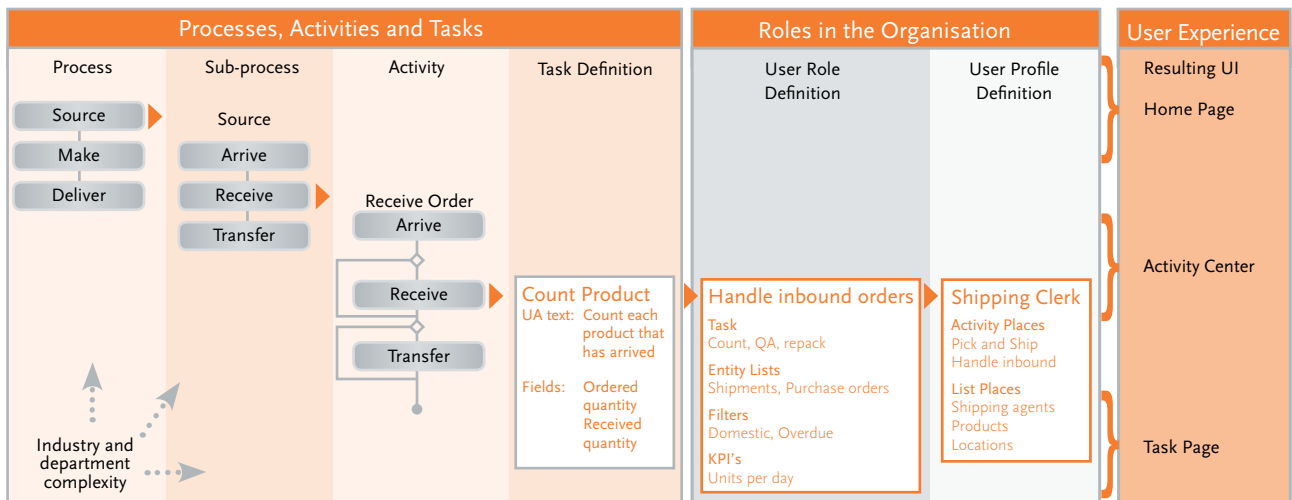 Processes, Activities and Tasks
Roles in the Organisation
User Experience
Process
Sub-process
Activity
Task Definition
User Role
Definition
User Profile
Definition
Resulting UI
Home Page
Activity Center
Task Page
Source
Make
Deliver
Source
Arrive
Receive
Transfer
Receive Order
Arrive
Receive
Transfer
Count Product
UA text: Count each
product that
has arrived
Fields: Ordered
quantity
Received
quantity
Handle inbound orders
Task
Count, QA, repack
Entity Lists
Shipments, Purchase orders
Filters
Domestic, Overdue
KPI's
Units per day
Shipping Clerk
Activity Places
Pick and Ship
Handle inbound
List Places
Shipping agents
Products
Locations
Industry and
department
complexity